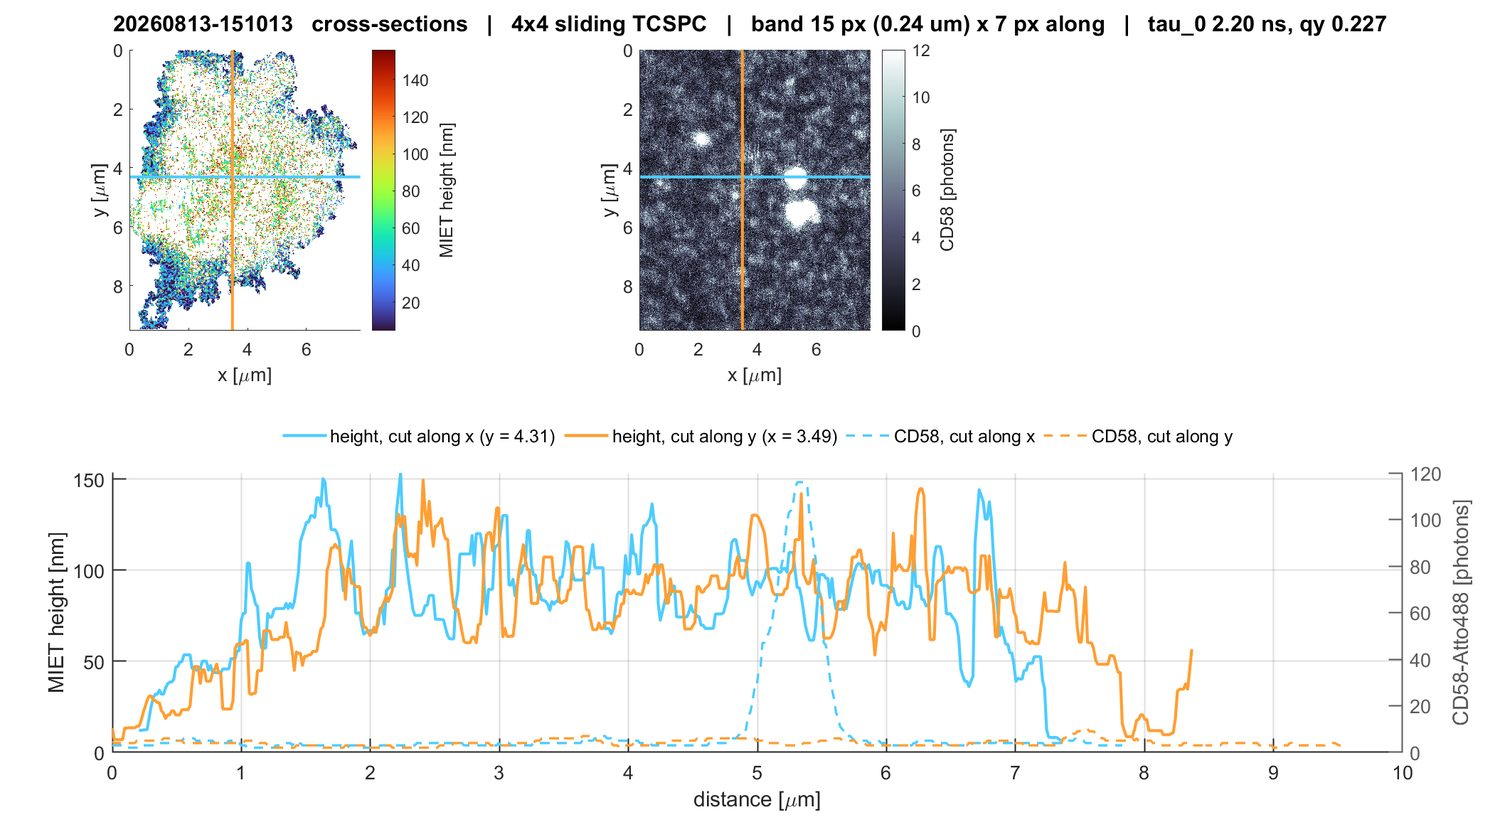 20260813-151013 cross-sections | 4x4 sliding TCSPC | band 15 px (0.24 um) x 7 px along | tau_0 2.20 ns, qy 0.227
0
2
4
6
8
y [μm]
0 2 4 6
x [μm]
140
120
100
80
60
40
20
MIET height [nm]
0
2
4
6
8
y [μm]
0 2 4 6
x [μm]
12
10
8
6
4
2
0
CD58 [photons]
height, cut along x (y = 4.31) height, cut along y (x = 3.49) CD58, cut along x CD58, cut along y
150
100
50
0
MIET height [nm]
120
100
80
60
40
20
0
CD58-Atto488 [photons]
0 1 2 3 4 5 6 7 8 9 10
distance [μm]